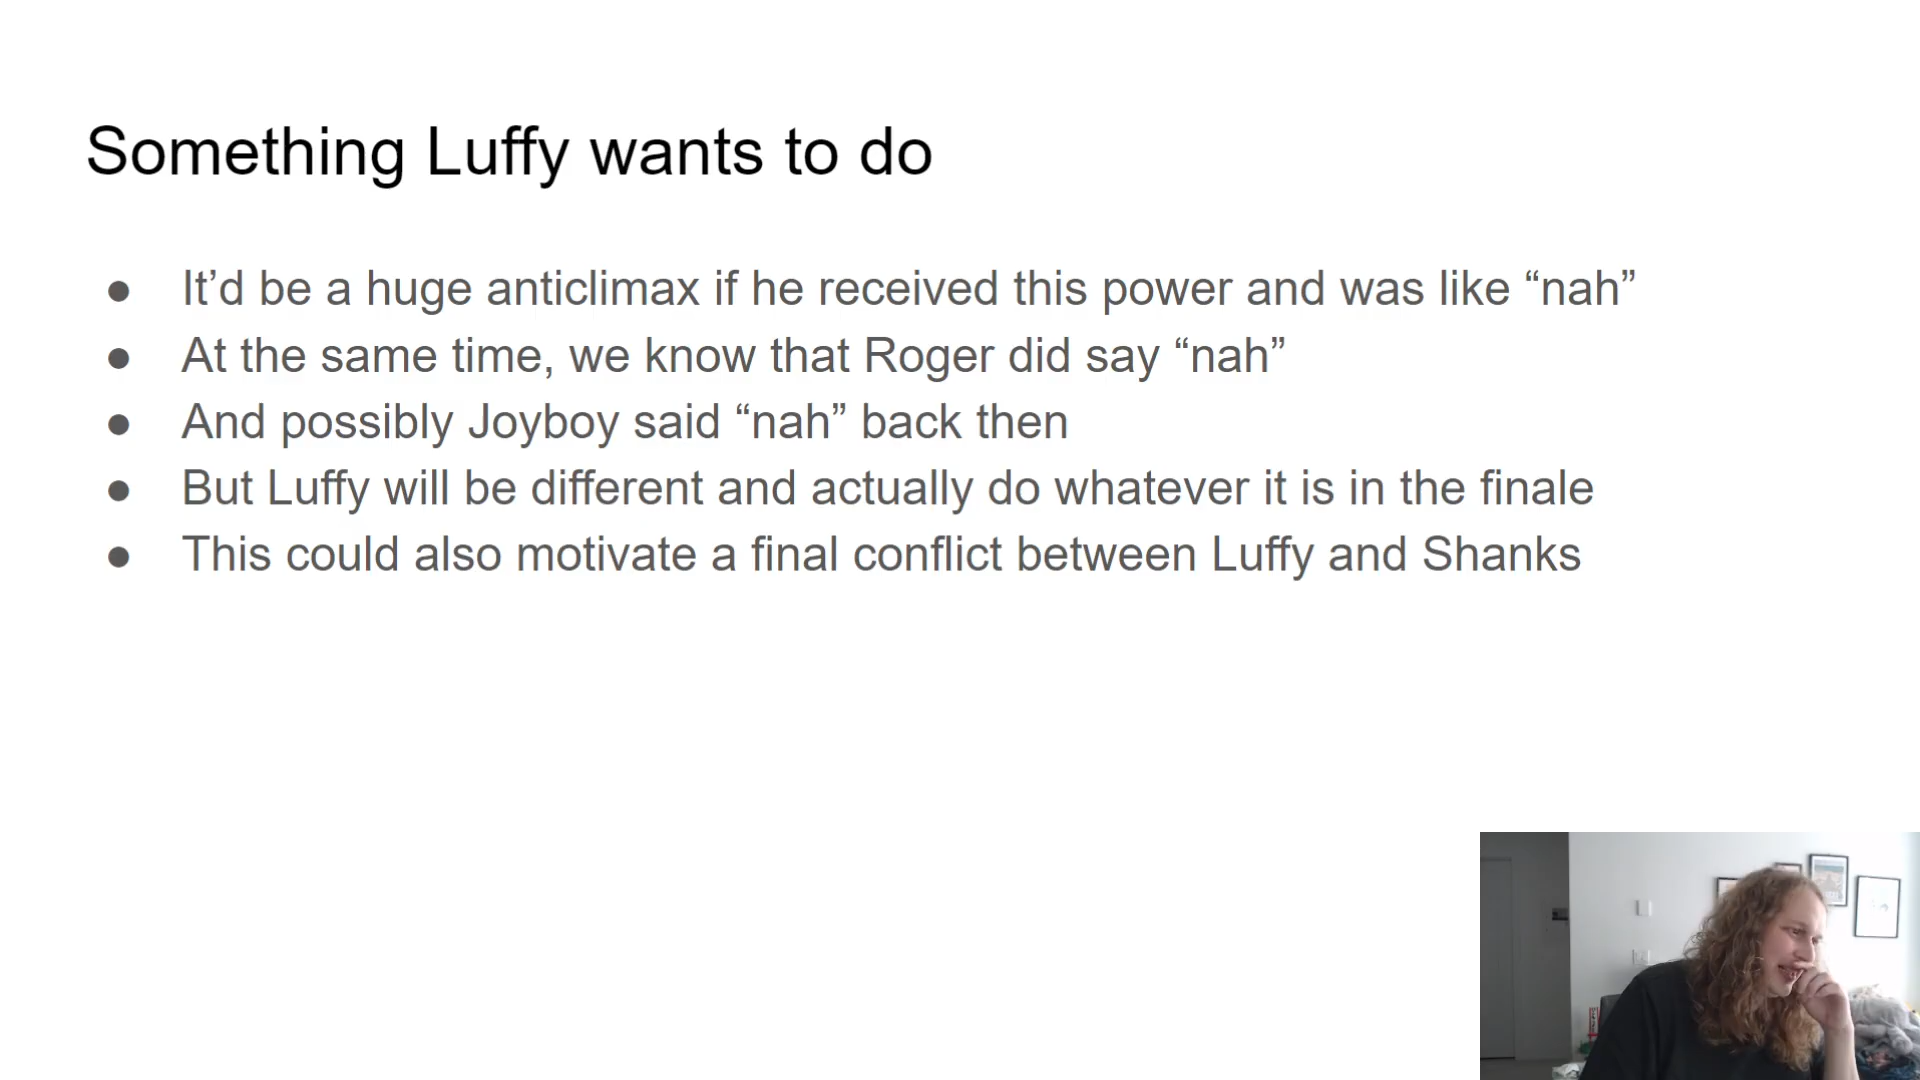 Something Luffy wants to do
● It’d be a huge anticlimax if he received this power and was like “nah”
● At the same time, we know that Roger did say “nah”
● And possibly Joyboy said “nah” back then
● But Luffy will be different and actually do whatever it is in the finale
● This could also motivate a final conflict between Luffy and Shanks